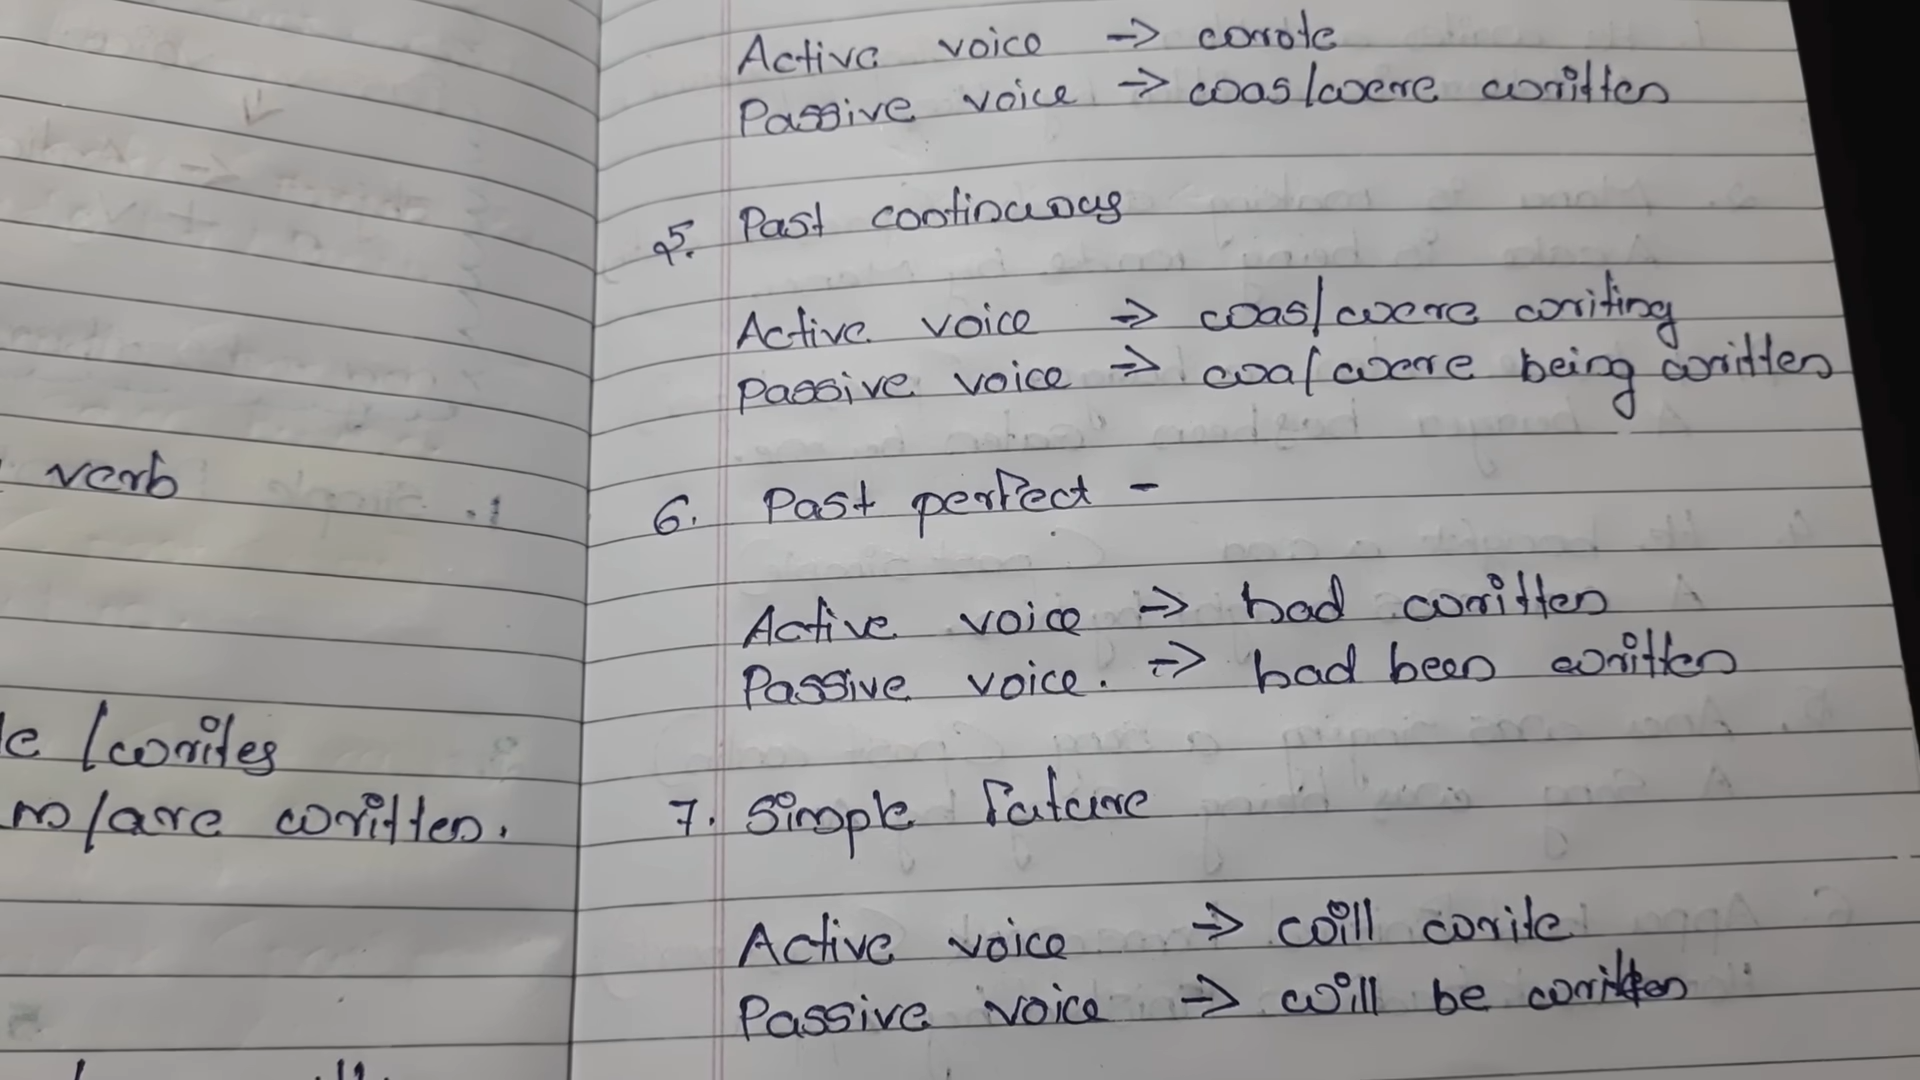 verb
/writes
/are written.
Active voice → wrote
Passive voice → was/were written
5. Past continuous
Active voice → was/were writing
Passive voice → wa/were being written
6. Past perfect -
Active voice → had written
Passive voice. → had been written
7. Simple future
Active voice → will write
Passive voice → will be written